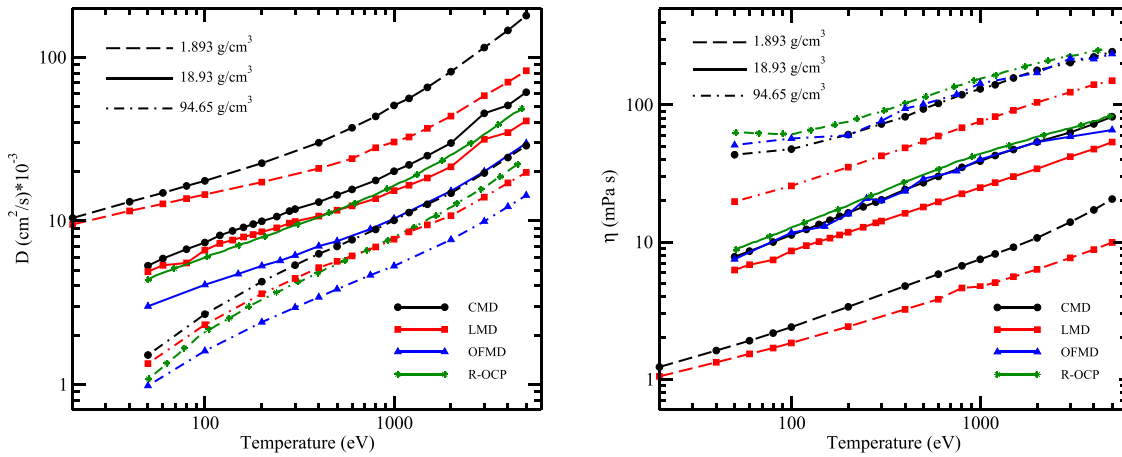 1.893 g/cm³
18.93 g/cm³
94.65 g/cm³
100
10
1
D (cm²/s)*10⁻³
CMD
LMD
OFMD
R-OCP
100
1000
Temperature (eV)
1.893 g/cm³
18.93 g/cm³
94.65 g/cm³
100
10
1
η (mPa s)
CMD
LMD
OFMD
R-OCP
100
1000
Temperature (eV)